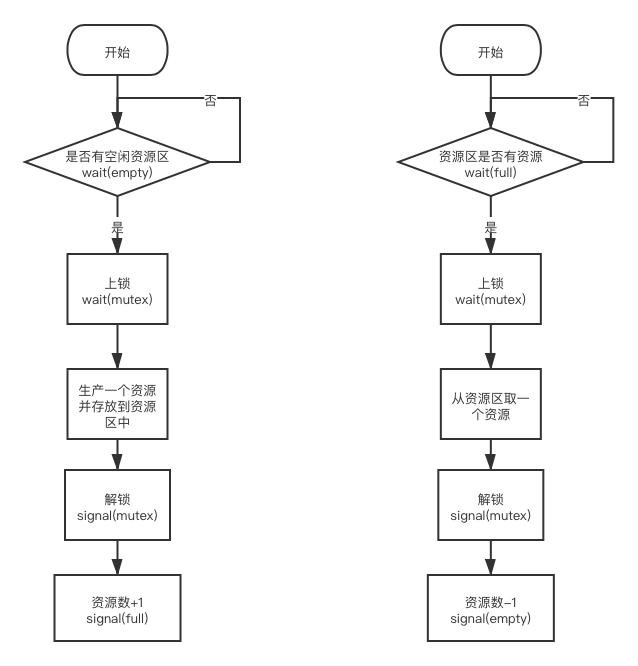 开始
否
是否有空闲资源区
wait(empty)
是
上锁
wait(mutex)
生产一个资源
并存放到资源
区中
解锁
signal(mutex)
资源数+1
signal(full)
开始
否
资源区是否有资源
wait(full)
是
上锁
wait(mutex)
从资源区取一
个资源
解锁
signal(mutex)
资源数-1
signal(empty)